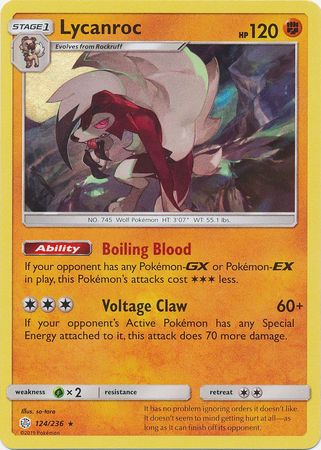 STAGE 1 Lycanroc HP 120
Evolves from Rockruff
NO. 745 Wolf Pokémon HT: 3'07" WT: 55.1 lbs.
Ability Boiling Blood
If your opponent has any Pokémon-GX or Pokémon-EX
in play, this Pokémon's attacks cost ✶✶✶ less.
Voltage Claw 60+
If your opponent's Active Pokémon has any Special
Energy attached to it, this attack does 70 more damage.
weakness × 2 resistance retreat
Illus. so-taro
124/236 ★
©2019 Pokémon
It has no problem ignoring orders it doesn't like.
It doesn't seem to mind getting hurt at all—as
long as it can finish off its opponent.